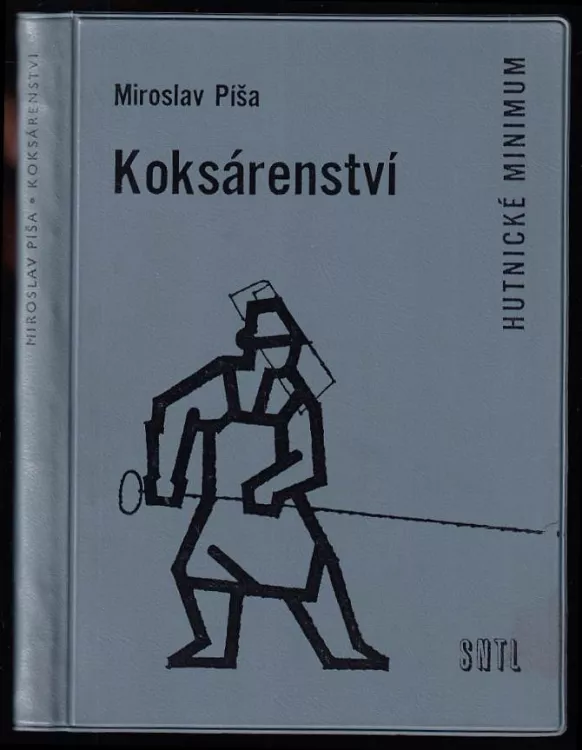 Miroslav Píša
Koksárenství
HUTNICKÉ MINIMUM
SNTL
MIROSLAV PÍŠA • KOKSÁRENSTVÍ